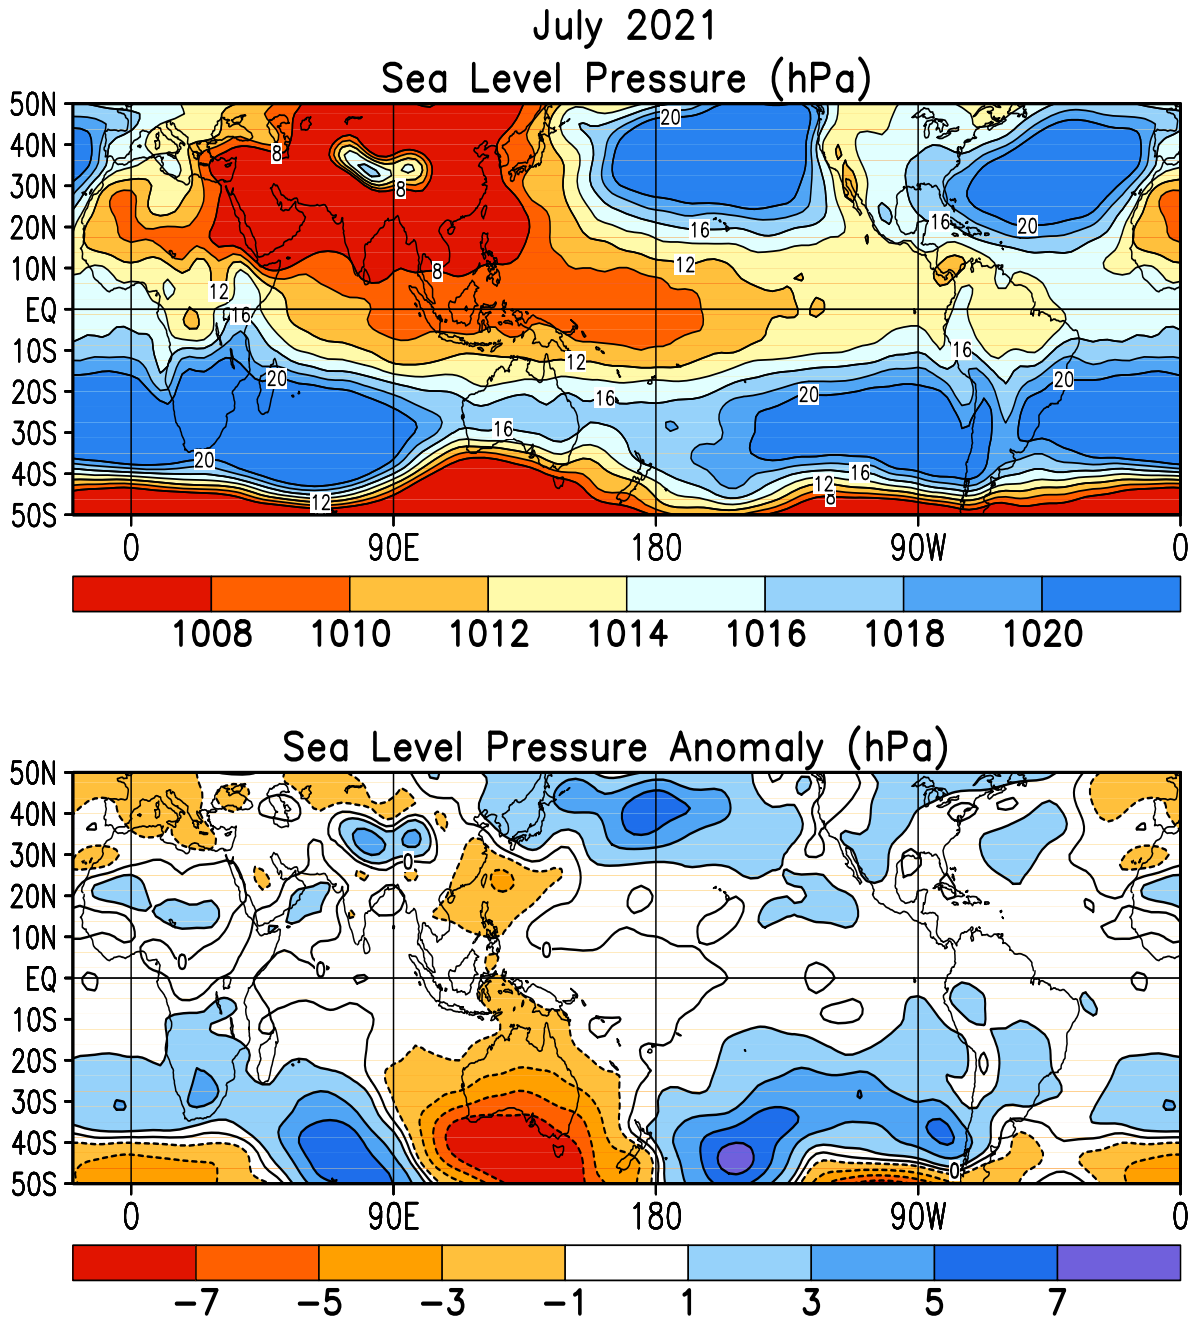 July 2021
Sea Level Pressure (hPa)
50N
20
40N
8
30N
8
20N
16 16 20
10N
12 8
12
EQ
16
10S
12 16
20S
20 16 20 20
30S
16
40S
20 16
12 12 8
50S
0 90E 180 90W 0
1008 1010 1012 1014 1016 1018 1020
Sea Level Pressure Anomaly (hPa)
50N
40N
30N
0
20N
10N
0 0 0
EQ
10S
20S
30S
40S
0
50S
0 90E 180 90W 0
−7 −5 −3 −1 1 3 5 7